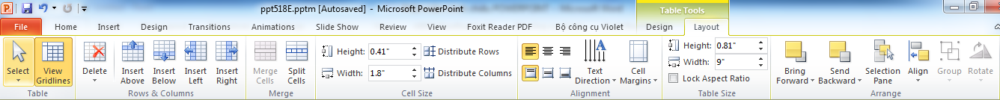 ppt518E.pptm [Autosaved] - Microsoft PowerPoint
Table Tools
File Home Insert Design Transitions Animations Slide Show Review View Foxit Reader PDF Bộ công cụ Violet Design Layout
Select
View Gridlines
Table
Delete
Insert Above
Insert Below
Insert Left
Insert Right
Rows & Columns
Merge Cells
Split Cells
Merge
Height: 0.41" Distribute Rows
Width: 1.8" Distribute Columns
Cell Size
Text Direction
Cell Margins
Alignment
Height: 0.81"
Width: 9"
Lock Aspect Ratio
Table Size
Bring Forward
Send Backward
Selection Pane
Align
Group
Rotate
Arrange